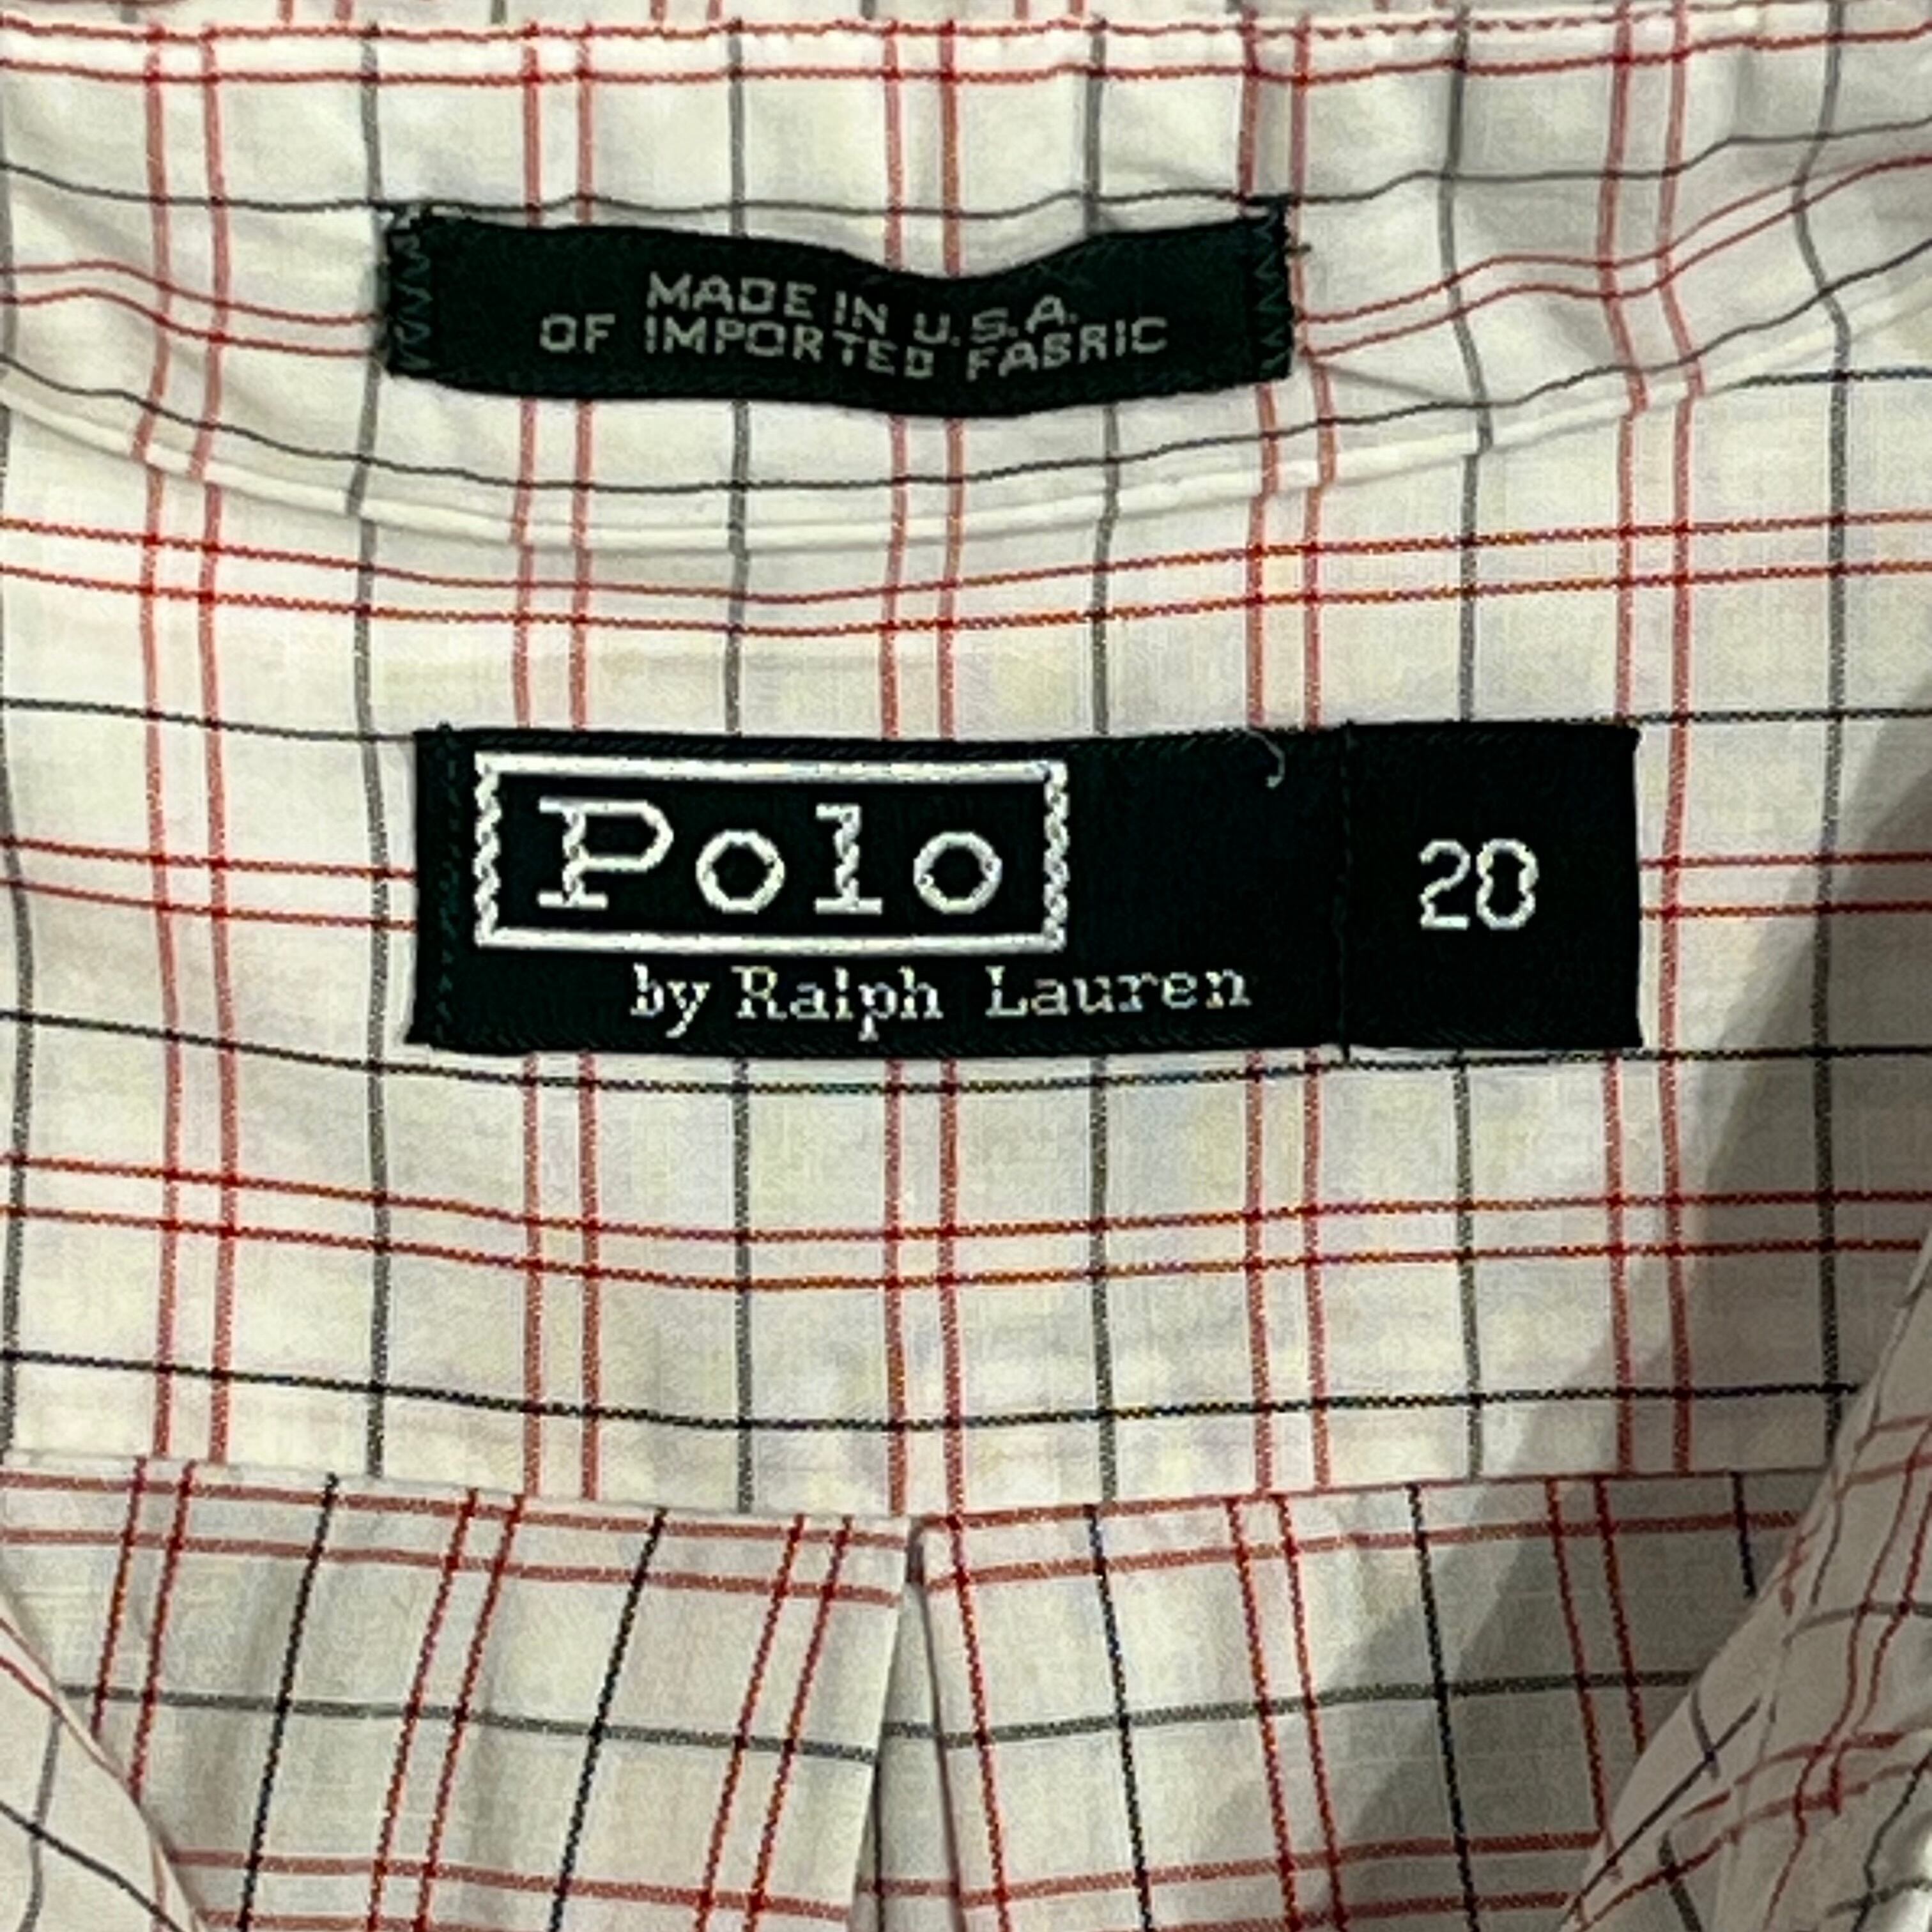 MADE IN U.S.A.
OF IMPORTED FABRIC
Polo
by Ralph Lauren
20